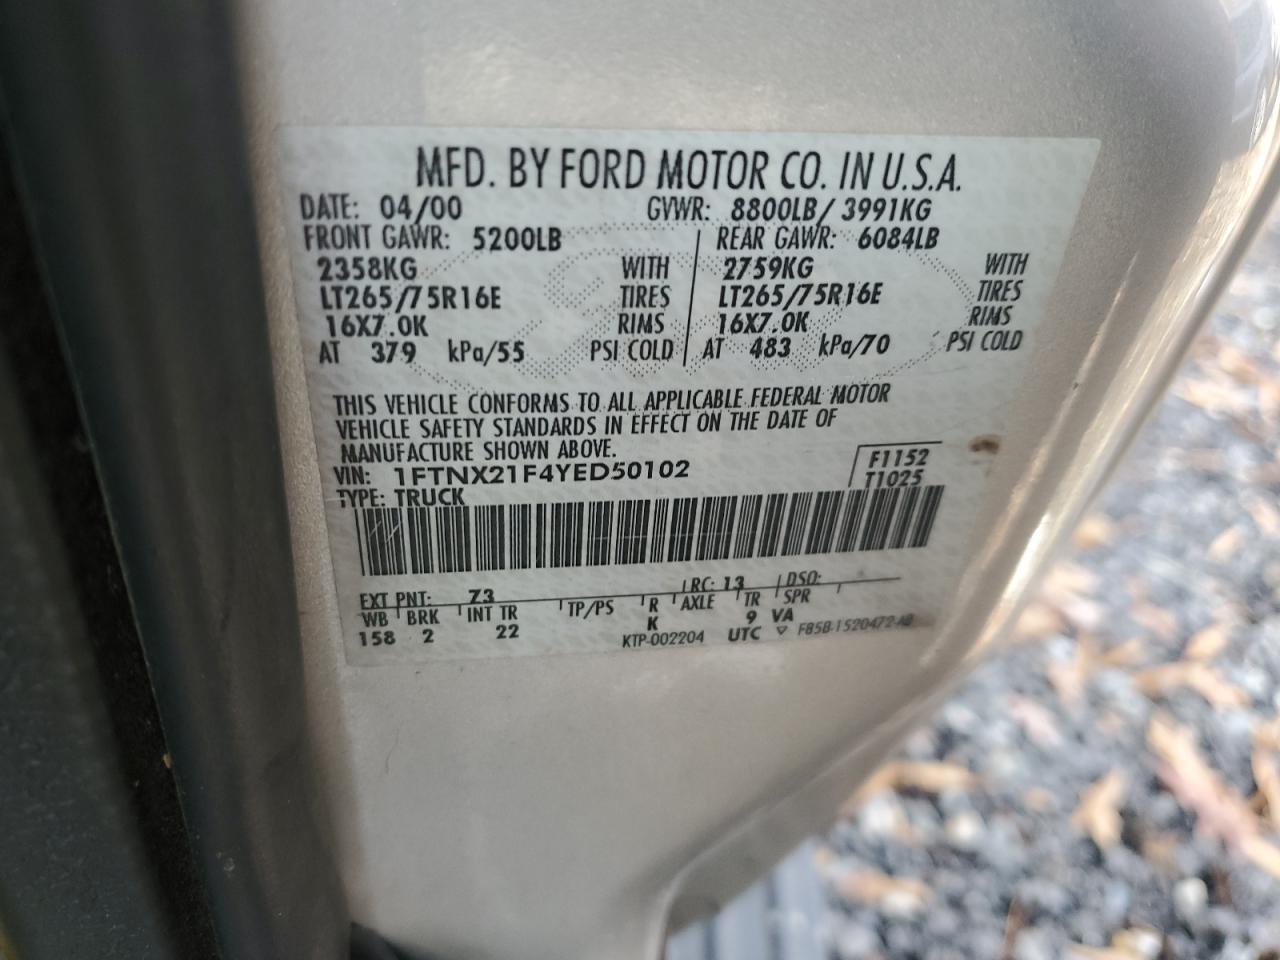 MFD. BY FORD MOTOR CO. IN U.S.A.
DATE: 04/00 GVWR: 8800LB/ 3991KG
FRONT GAWR: 5200LB REAR GAWR: 6084LB
2358KG WITH 2759KG WITH
LT265/75R16E TIRES LT265/75R16E TIRES
16X7.0K RIMS 16X7.0K RIMS
AT 379 kPa/55 PSI COLD AT 483 kPa/70 PSI COLD
THIS VEHICLE CONFORMS TO ALL APPLICABLE FEDERAL MOTOR
VEHICLE SAFETY STANDARDS IN EFFECT ON THE DATE OF
MANUFACTURE SHOWN ABOVE.
VIN: 1FTNX21F4YED50102 F1152
TYPE: TRUCK T1025
EXT PNT: Z3 RC: 13 DSO:
WB BRK INT TR TP/PS R AXLE TR SPR
158 2 22 K 9 VA
KTP-002204 UTC ▽ F85B-1520472-AB